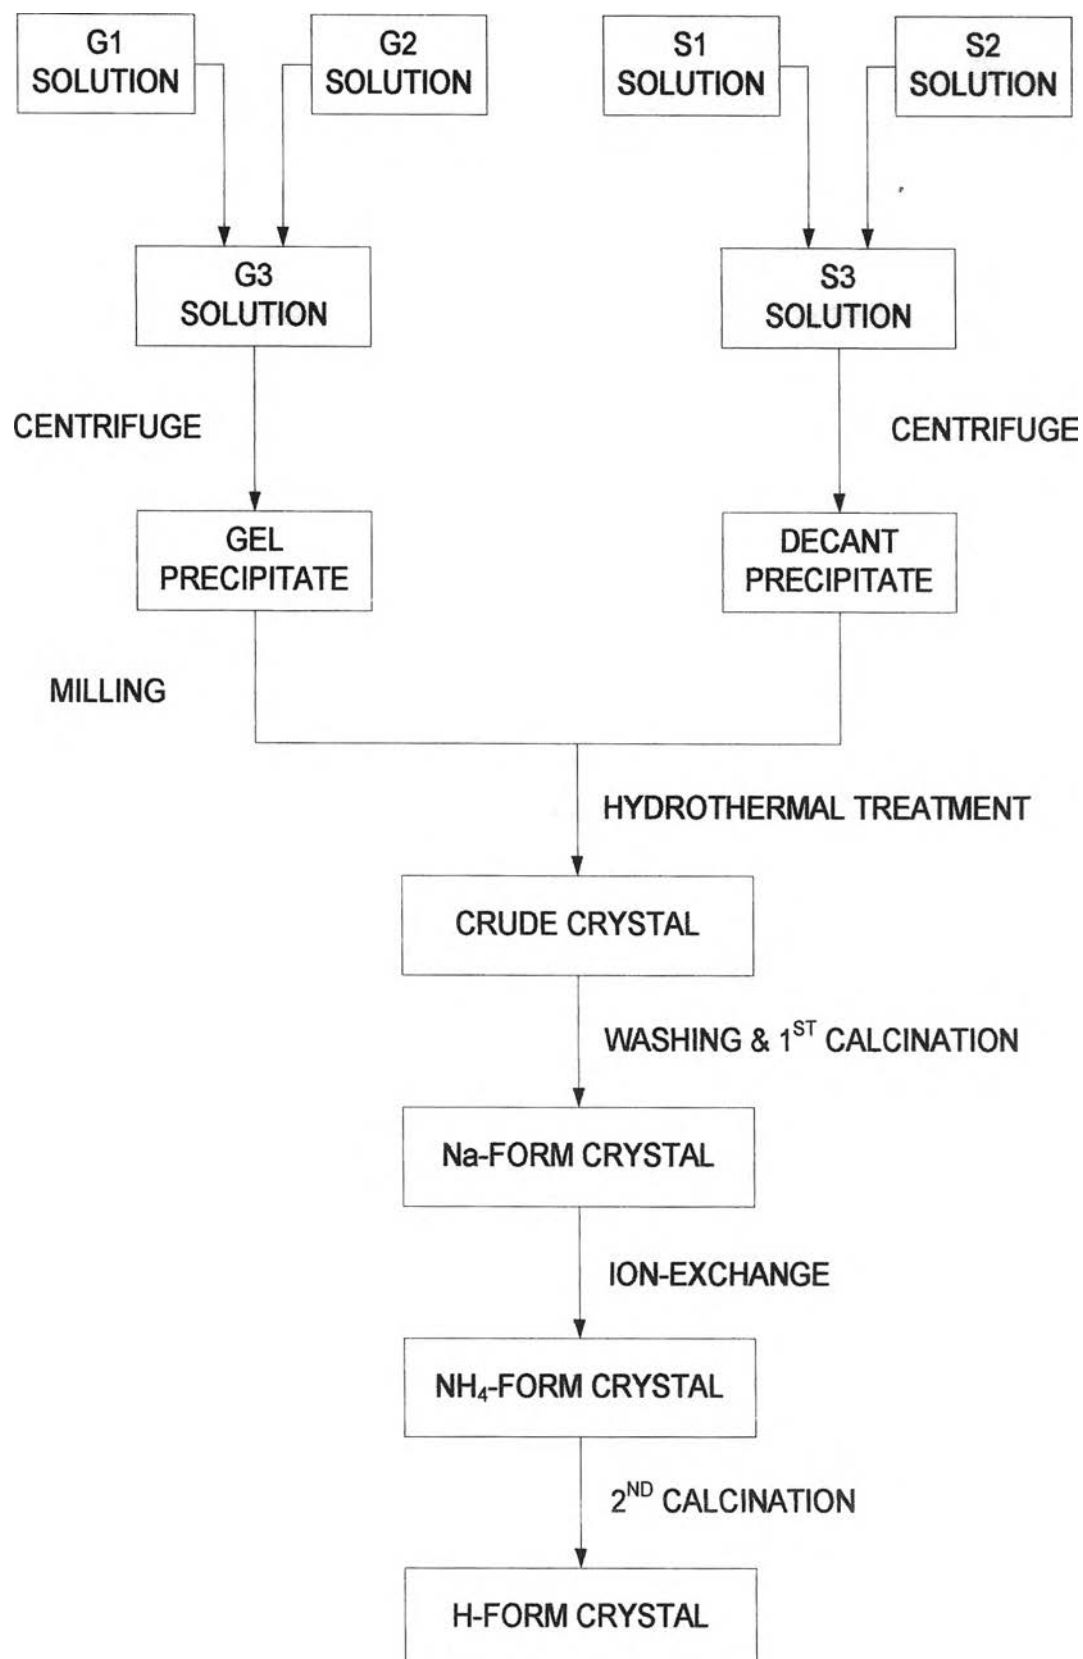 G1
SOLUTION
G2
SOLUTION
S1
SOLUTION
S2
SOLUTION
G3
SOLUTION
S3
SOLUTION
CENTRIFUGE
CENTRIFUGE
GEL
PRECIPITATE
DECANT
PRECIPITATE
MILLING
HYDROTHERMAL TREATMENT
CRUDE CRYSTAL
WASHING & 1ST CALCINATION
Na-FORM CRYSTAL
ION-EXCHANGE
NH₄-FORM CRYSTAL
2ND CALCINATION
H-FORM CRYSTAL